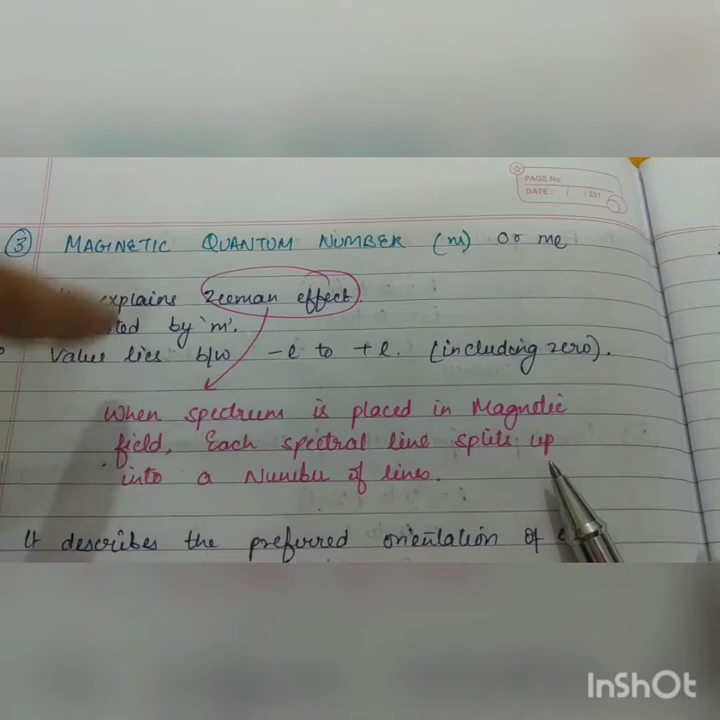 PAGE No
DATE: / /201
③ MAGNETIC QUANTUM NUMBER (m) Or me
explains Zeeman effect.
by 'm'.
Value lies b/w -l to +l. (including zero).
When spectrum is placed in Magnetic
field, Each spectral line splits up
into a Number of lines.
It describes the preferred orientation of
InShOt